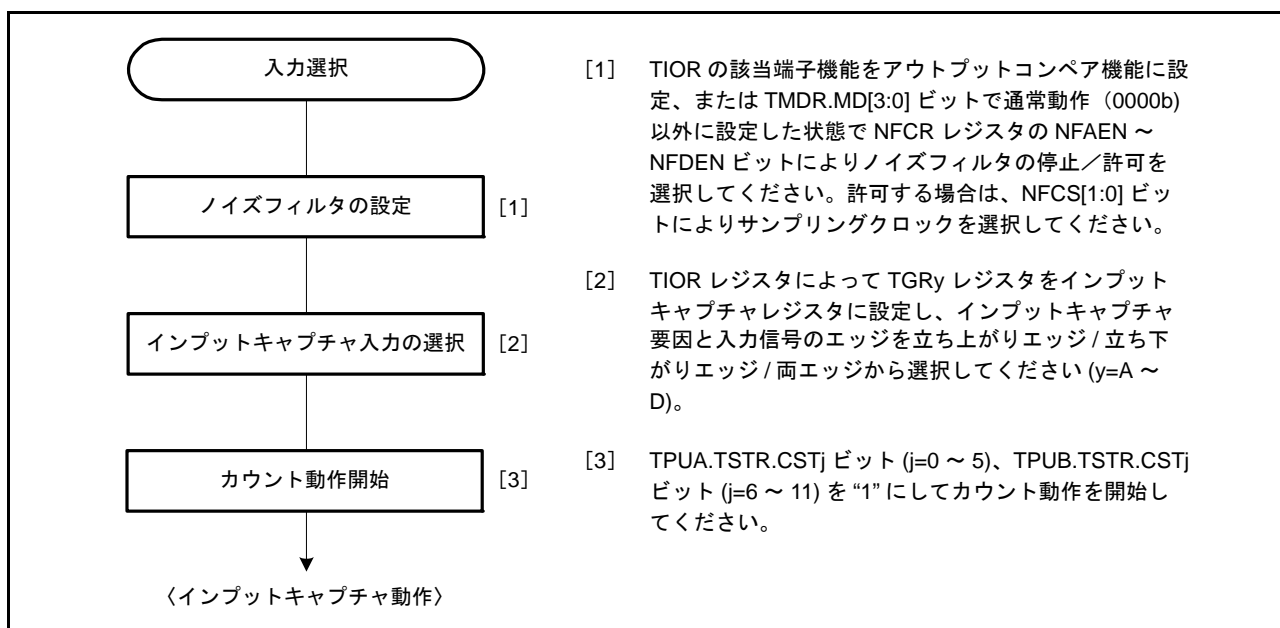 入力選択
ノイズフィルタの設定 [1]
インプットキャプチャ入力の選択 [2]
カウント動作開始 [3]
〈インプットキャプチャ動作〉
[1] TIOR の該当端子機能をアウトプットコンペア機能に設
定、または TMDR.MD[3:0] ビットで通常動作（0000b)
以外に設定した状態で NFCR レジスタの NFAEN ～
NFDEN ビットによりノイズフィルタの停止／許可を
選択してください。許可する場合は、NFCS[1:0] ビッ
トによりサンプリングクロックを選択してください。
[2] TIOR レジスタによって TGRy レジスタをインプット
キャプチャレジスタに設定し、インプットキャプチャ
要因と入力信号のエッジを立ち上がりエッジ / 立ち下
がりエッジ / 両エッジから選択してください (y=A ～
D)。
[3] TPUA.TSTR.CSTj ビット (j=0 ～ 5)、TPUB.TSTR.CSTj
ビット (j=6 ～ 11) を “1” にしてカウント動作を開始し
てください。